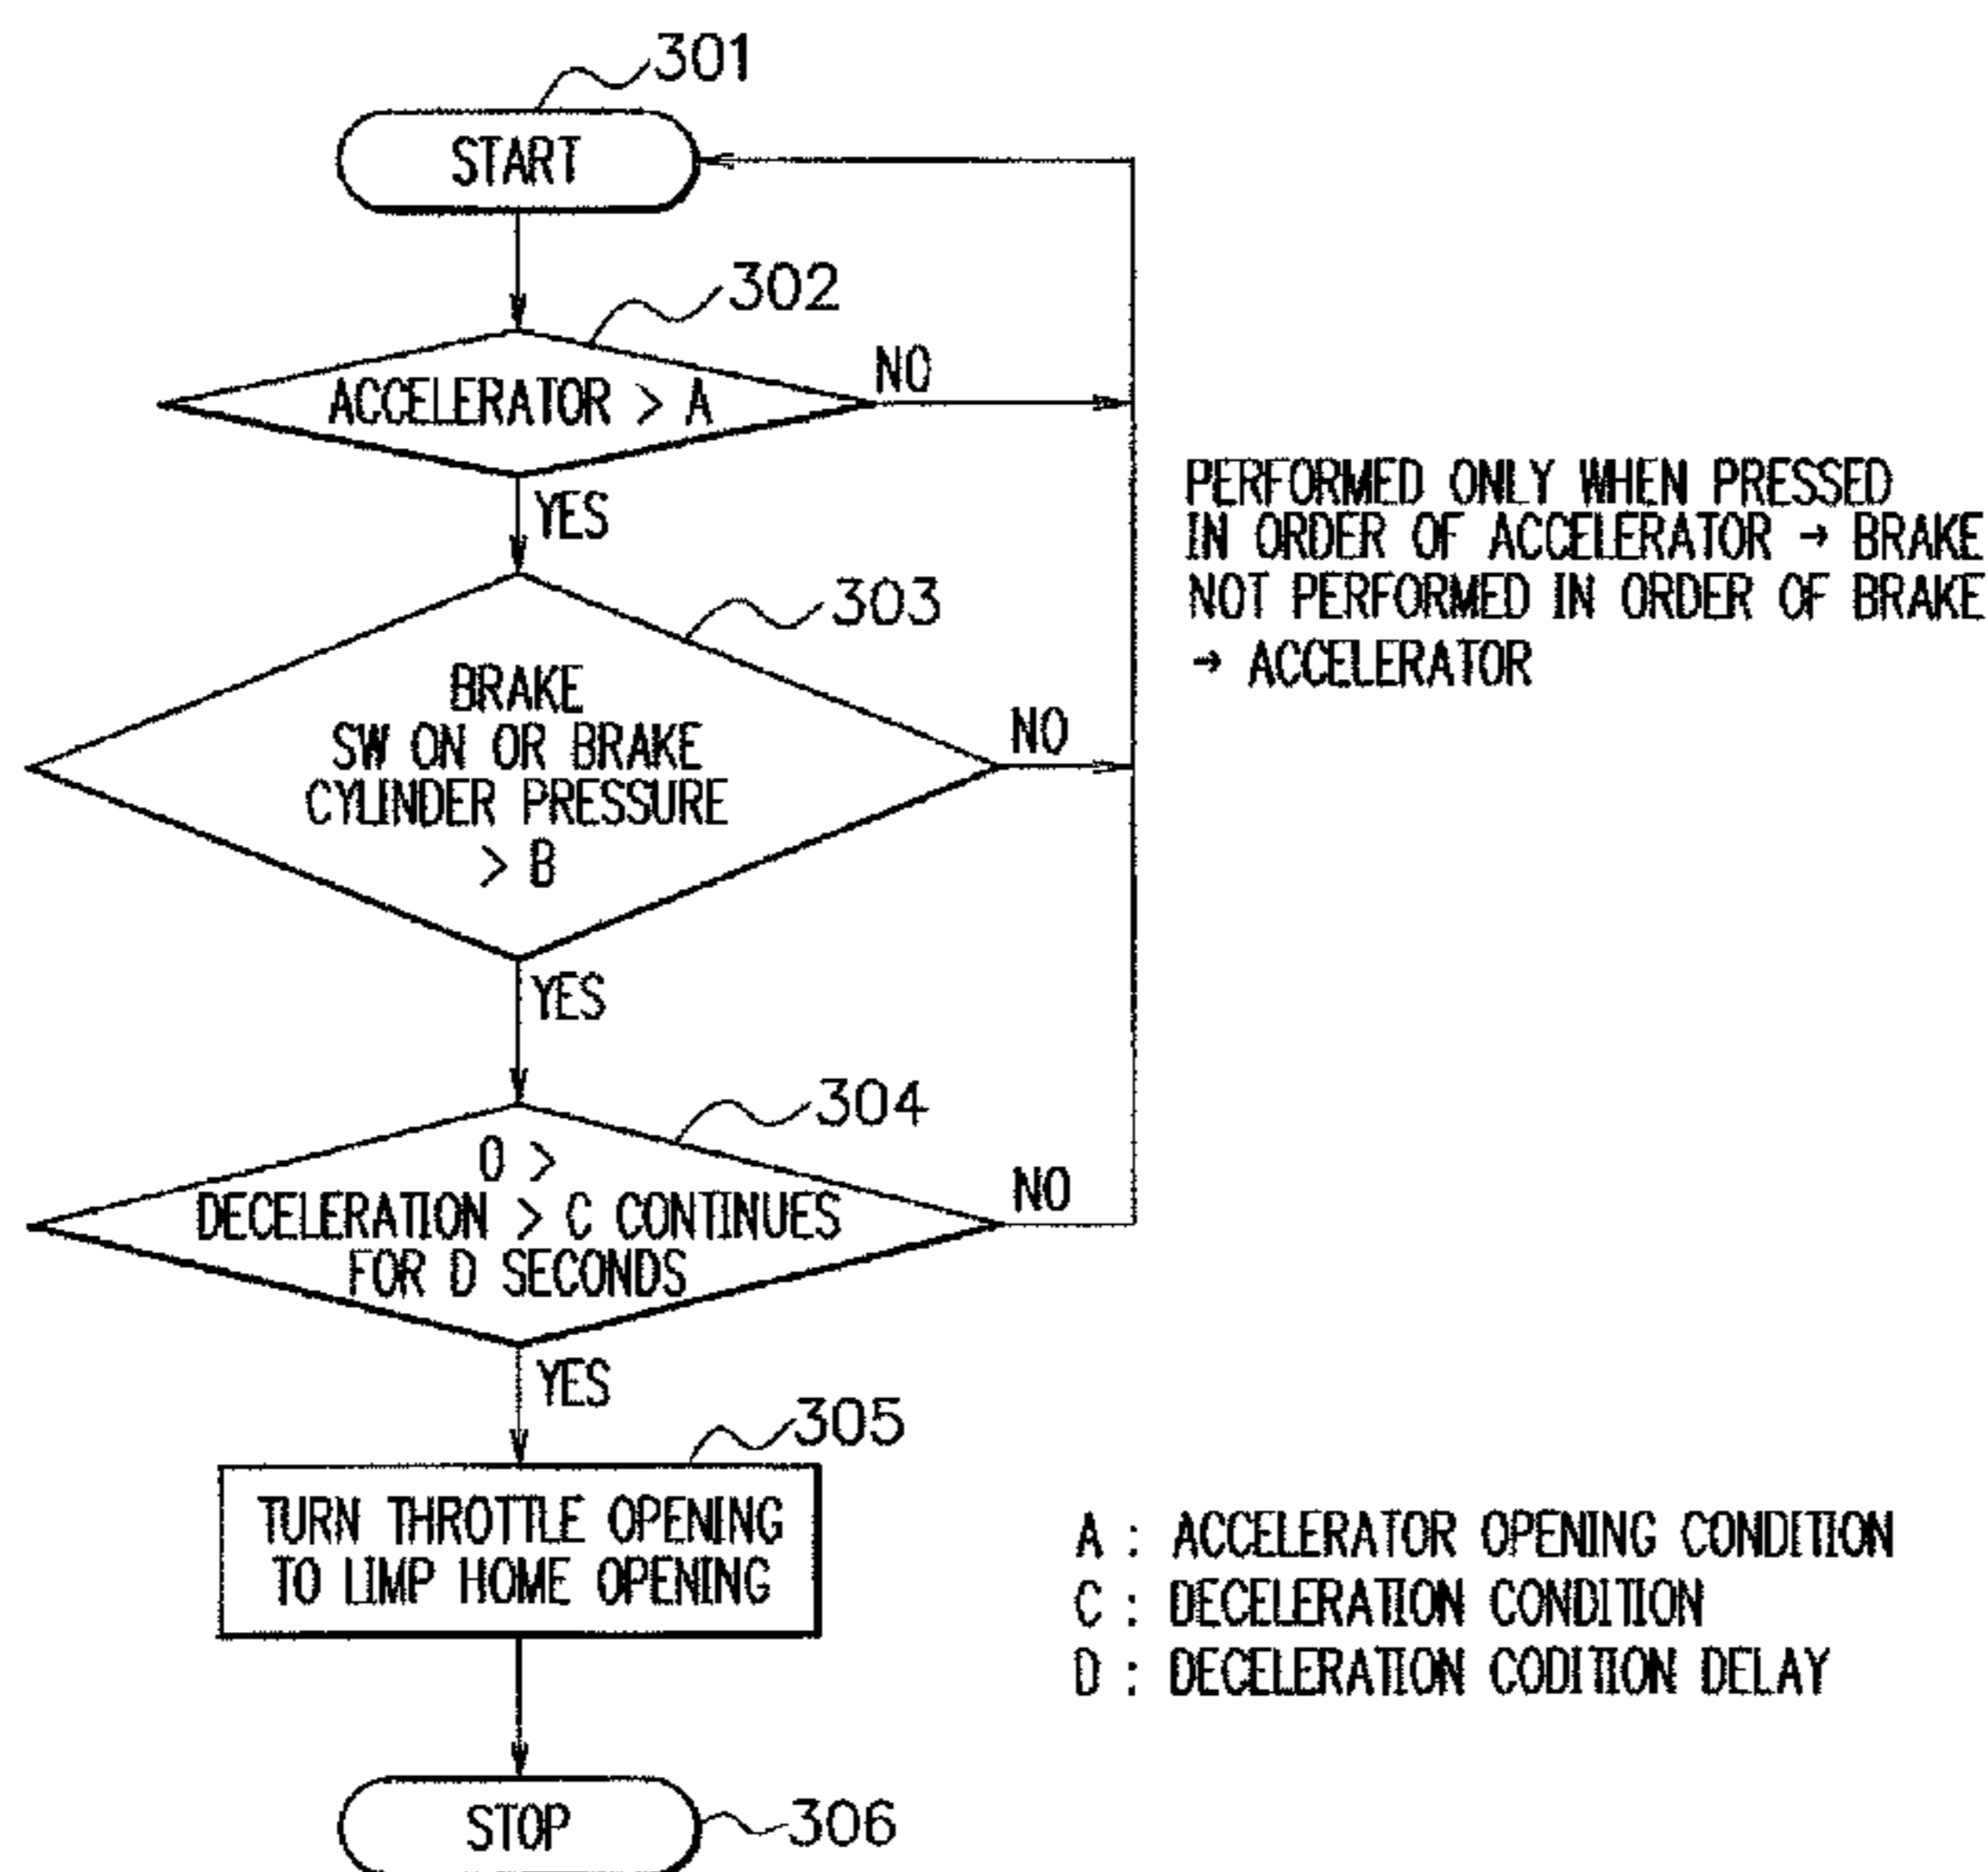 301
START
302
ACCELERATOR > A
NO
YES
PERFORMED ONLY WHEN PRESSED
IN ORDER OF ACCELERATOR → BRAKE
NOT PERFORMED IN ORDER OF BRAKE
→ ACCELERATOR
303
BRAKE
SW ON OR BRAKE
CYLINDER PRESSURE
> B
NO
YES
304
0 >
DECELERATION > C CONTINUES
FOR D SECONDS
NO
YES
305
TURN THROTTLE OPENING
TO LIMP HOME OPENING
A : ACCELERATOR OPENING CONDITION
C : DECELERATION CONDITION
D : DECELERATION CODITION DELAY
STOP
306